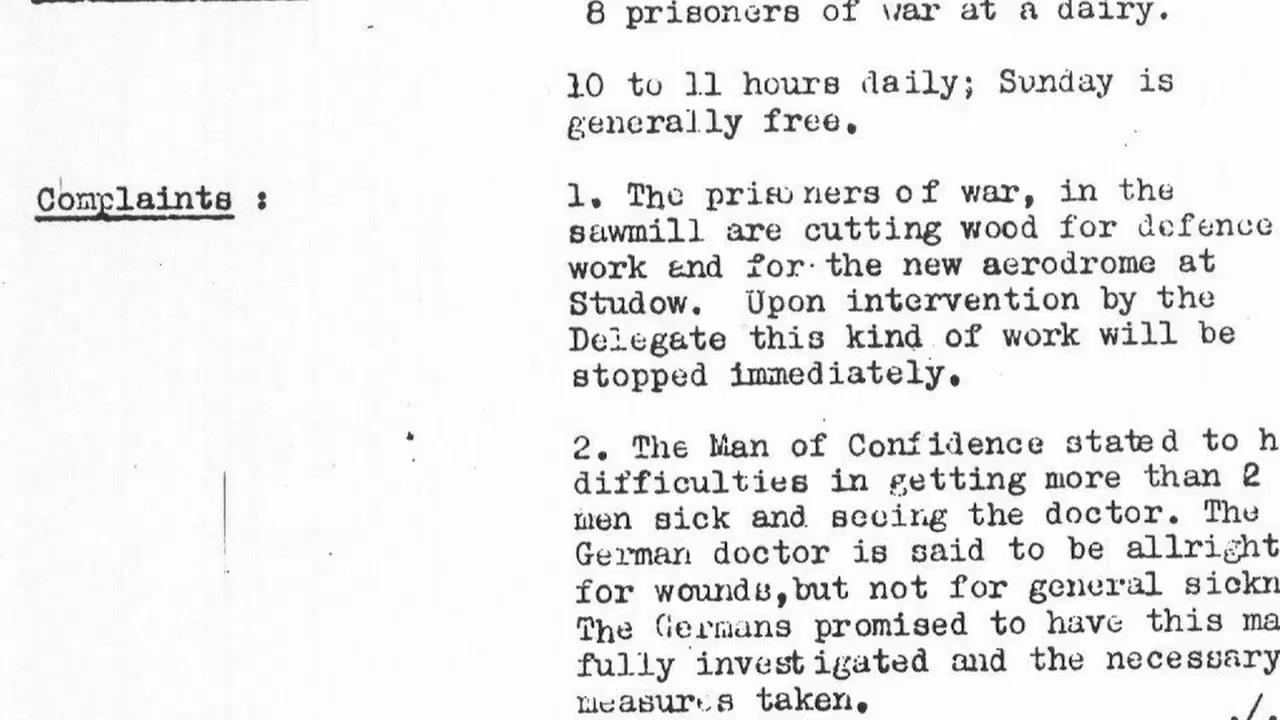 8 prisoners of war at a dairy.
10 to 11 hours daily; Sunday is
generally free.
Complaints :
1. The prisoners of war, in the
sawmill are cutting wood for defence
work and for the new aerodrome at
Studow. Upon intervention by the
Delegate this kind of work will be
stopped immediately.
2. The Man of Confidence stated to h
difficulties in getting more than 2
men sick and seeing the doctor. The
German doctor is said to be allright
for wounds,but not for general sickn
The Germans promised to have this ma
fully investigated and the necessary
measures taken.
./.